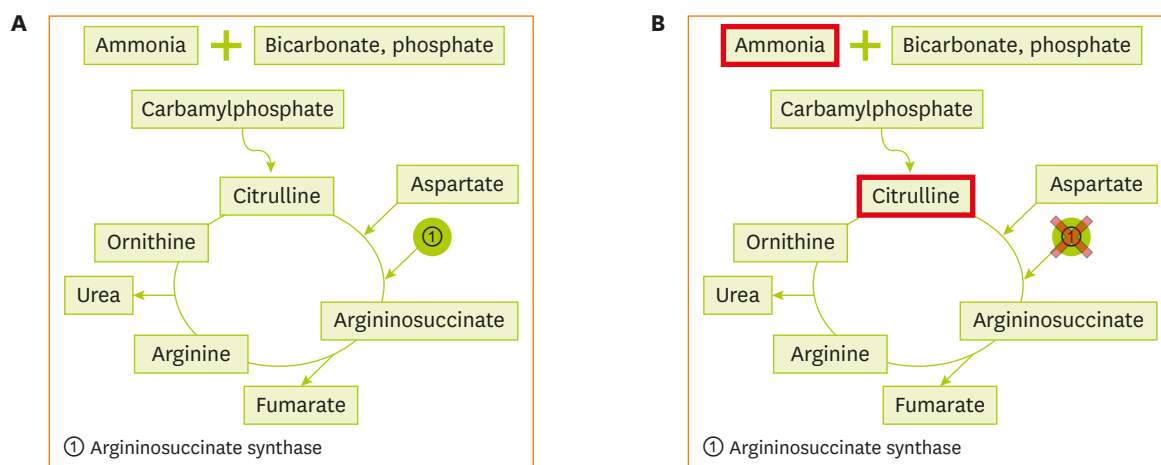 A
Ammonia + Bicarbonate, phosphate
Carbamylphosphate
Citrulline
Aspartate
①
Ornithine
Urea
Argininosuccinate
Arginine
Fumarate
① Argininosuccinate synthase
B
Ammonia + Bicarbonate, phosphate
Carbamylphosphate
Citrulline
Aspartate
①
Ornithine
Urea
Argininosuccinate
Arginine
Fumarate
① Argininosuccinate synthase